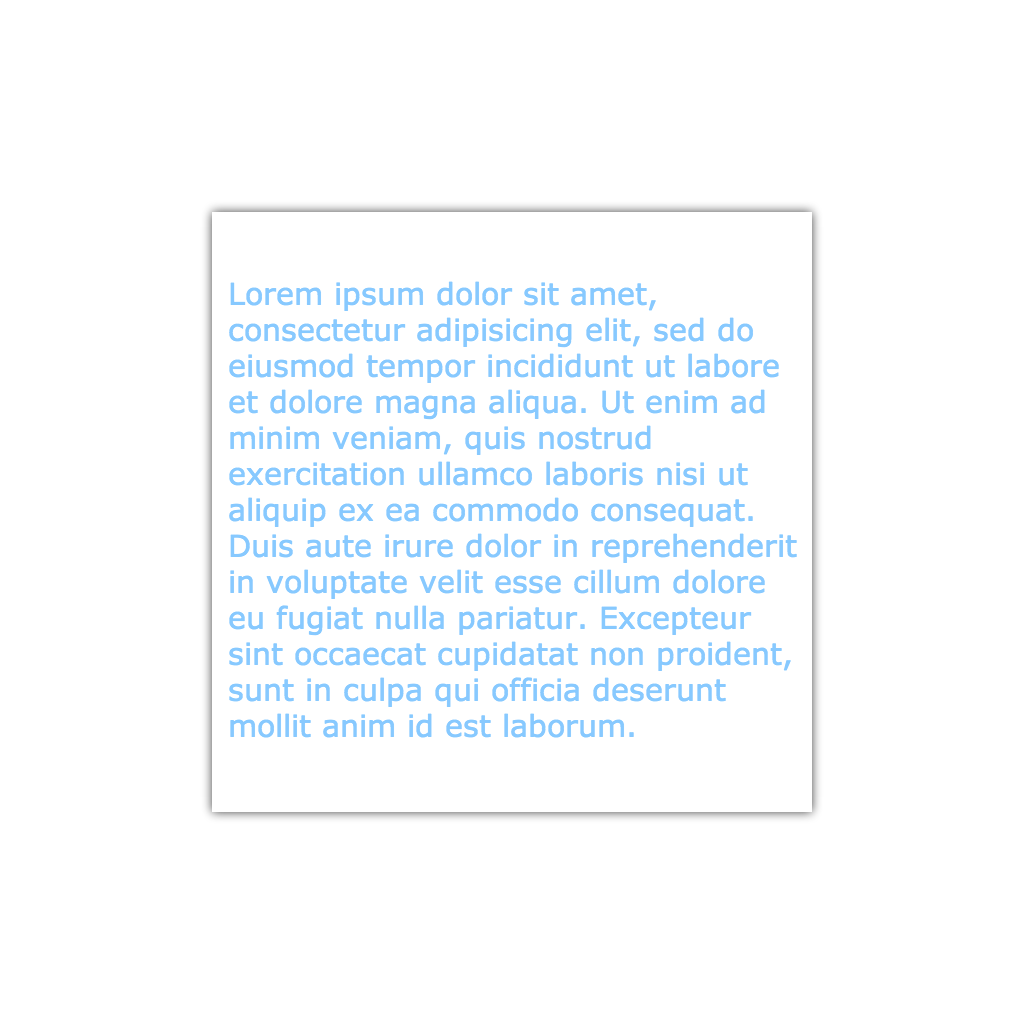 Lorem ipsum dolor sit amet,
consectetur adipisicing elit, sed do
eiusmod tempor incididunt ut labore
et dolore magna aliqua. Ut enim ad
minim veniam, quis nostrud
exercitation ullamco laboris nisi ut
aliquip ex ea commodo consequat.
Duis aute irure dolor in reprehenderit
in voluptate velit esse cillum dolore
eu fugiat nulla pariatur. Excepteur
sint occaecat cupidatat non proident,
sunt in culpa qui officia deserunt
mollit anim id est laborum.